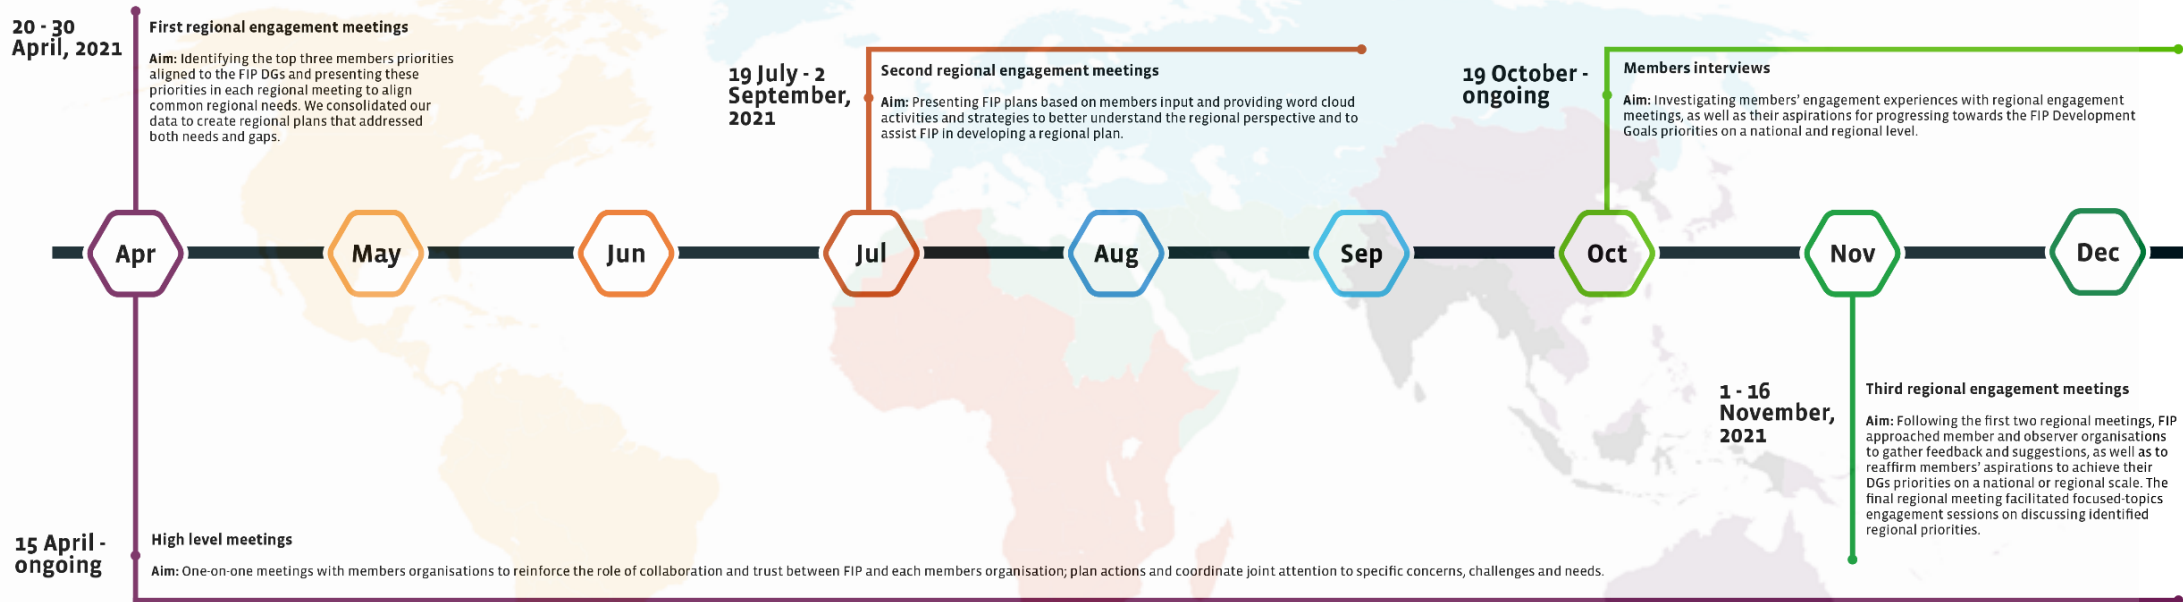 20 - 30
April, 2021
First regional engagement meetings
Aim: Identifying the top three members priorities
aligned to the FIP DGs and presenting these
priorities in each regional meeting to align
common regional needs. We consolidated our
data to create regional plans that addressed
both needs and gaps.
19 July - 2
September,
2021
Second regional engagement meetings
Aim: Presenting FIP plans based on members input and providing word cloud
activities and strategies to better understand the regional perspective and to
assist FIP in developing a regional plan.
19 October -
ongoing
Members interviews
Aim: Investigating members' engagement experiences with regional engagement
meetings, as well as their aspirations for progressing towards the FIP Development
Goals priorities on a national and regional level.
Apr
May
Jun
Jul
Aug
Sep
Oct
Nov
Dec
1 - 16
November,
2021
Third regional engagement meetings
Aim: Following the first two regional meetings, FIP
approached member and observer organisations
to gather feedback and suggestions, as well as to
reaffirm members' aspirations to achieve their
DGs priorities on a national or regional scale. The
final regional meeting facilitated focused-topics
engagement sessions on discussing identified
regional priorities.
15 April -
ongoing
High level meetings
Aim: One-on-one meetings with members organisations to reinforce the role of collaboration and trust between FIP and each members organisation; plan actions and coordinate joint attention to specific concerns, challenges and needs.